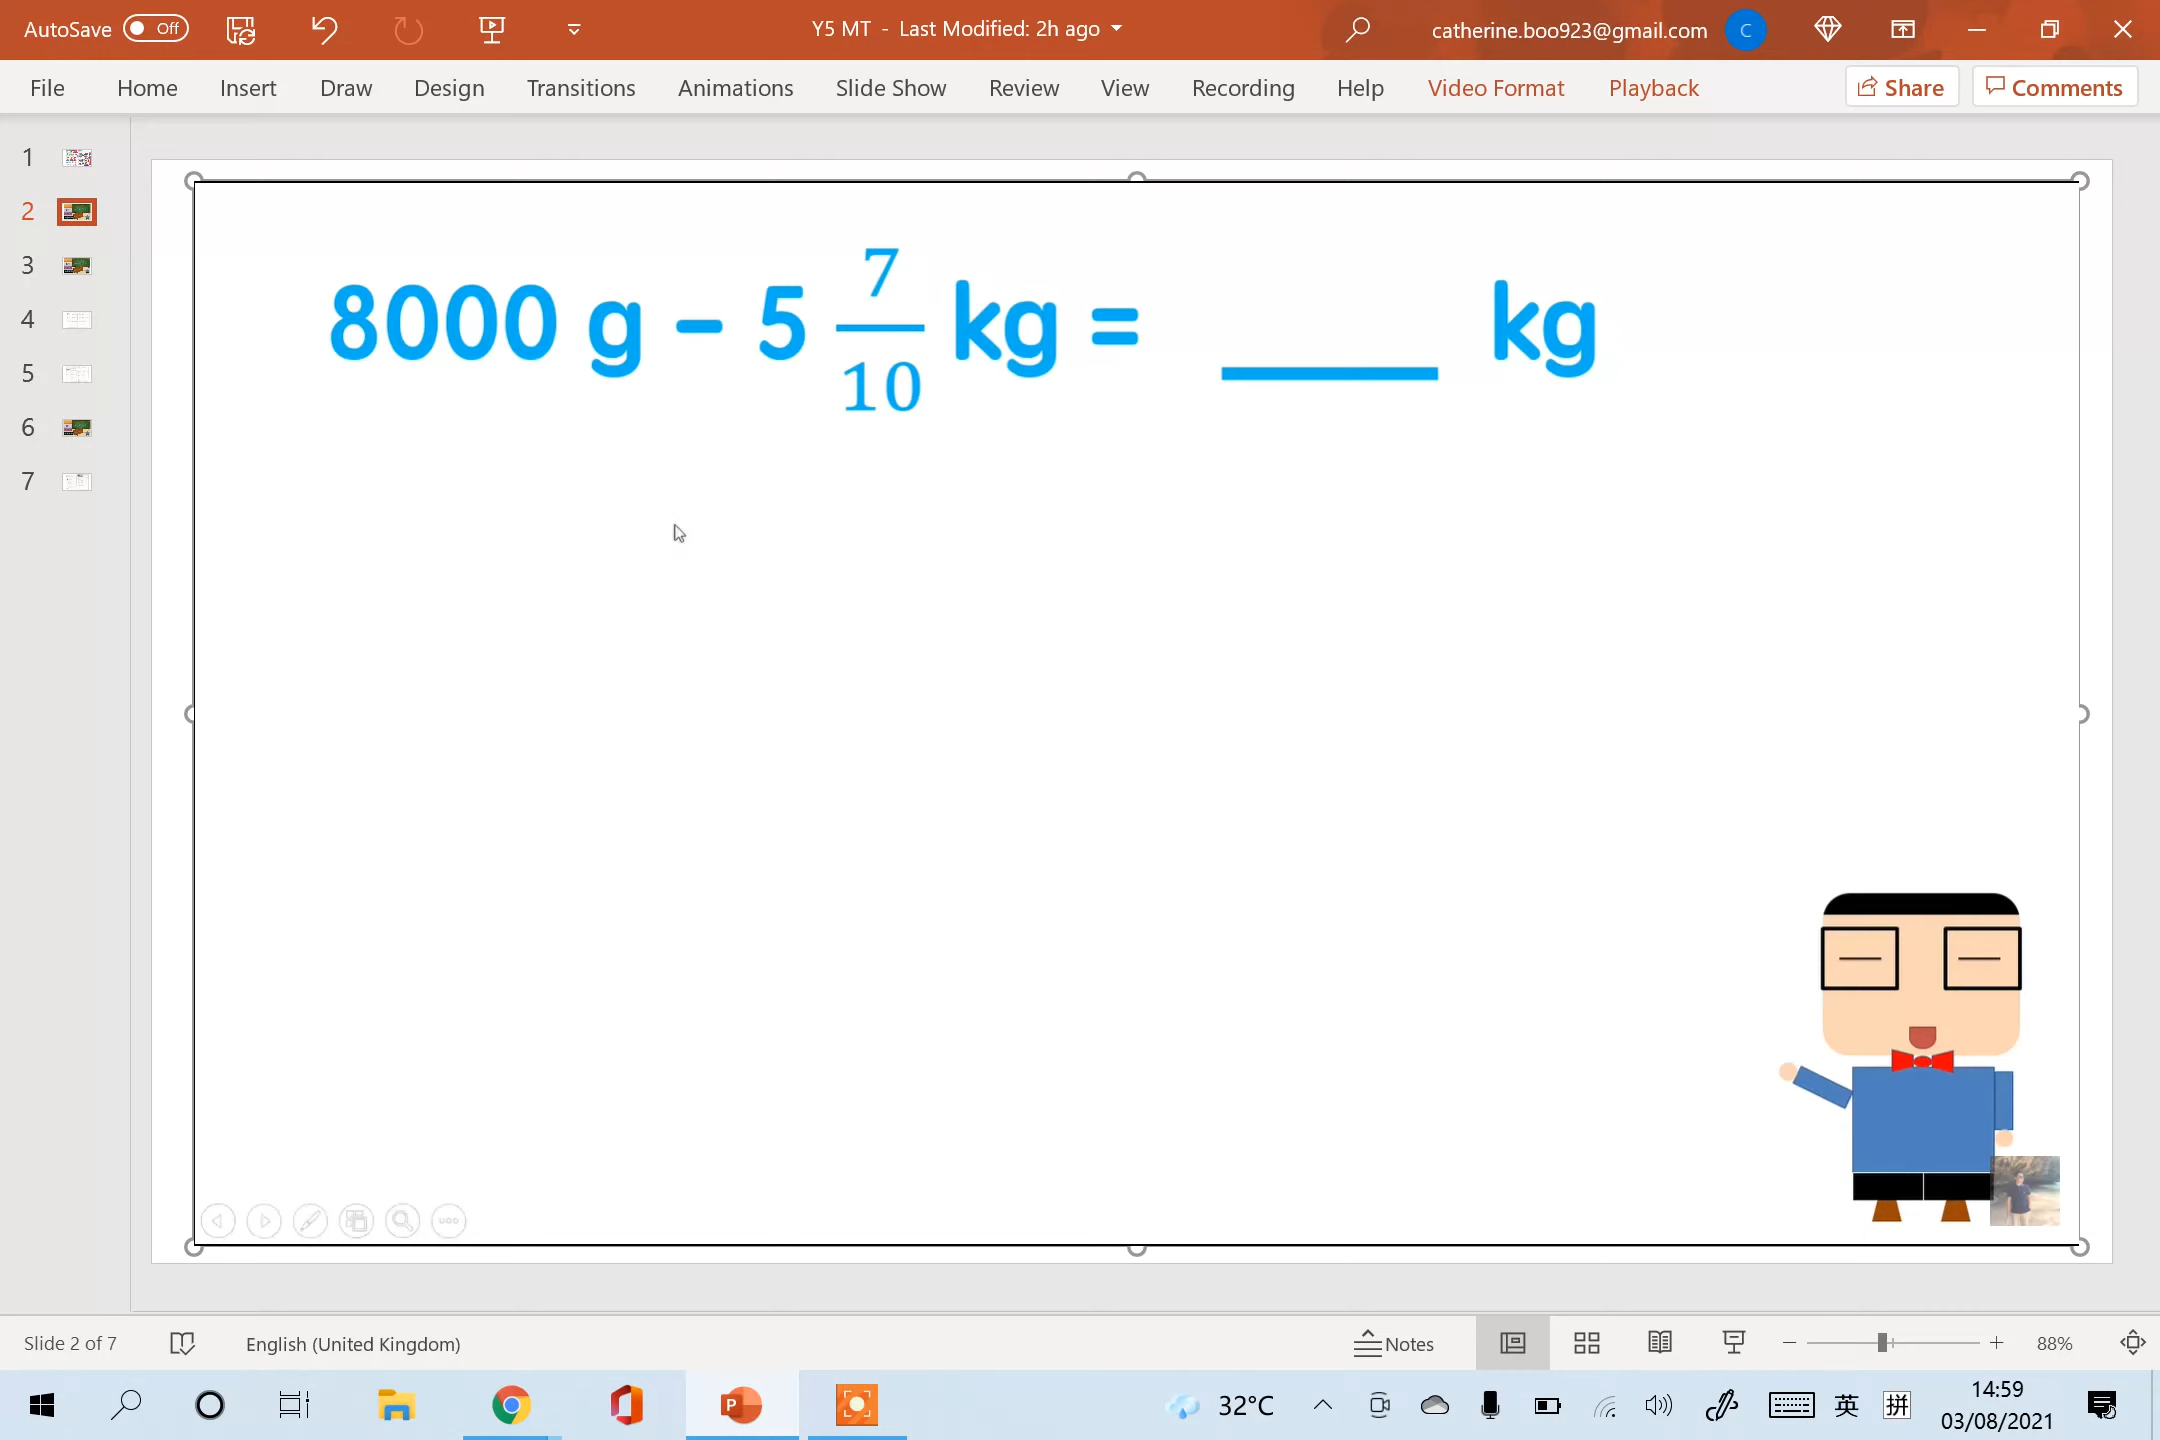 AutoSave Off Y5 MT - Last Modified: 2h ago catherine.boo923@gmail.com C
File Home Insert Draw Design Transitions Animations Slide Show Review View Recording Help Video Format Playback Share Comments
1
2
3
4
5
6
7
8000 g – 5 7/10 kg = ____ kg
Slide 2 of 7 English (United Kingdom) Notes 88%
P 32°C 英 拼 14:59
03/08/2021